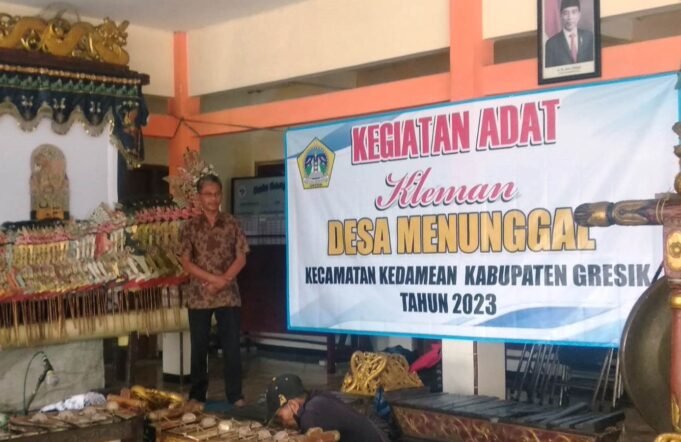 KEGIATAN ADAT
Kleman
DESA MENUNGGAL
KECAMATAN KEDAMEAN KABUPATEN GRESIK
TAHUN 2023